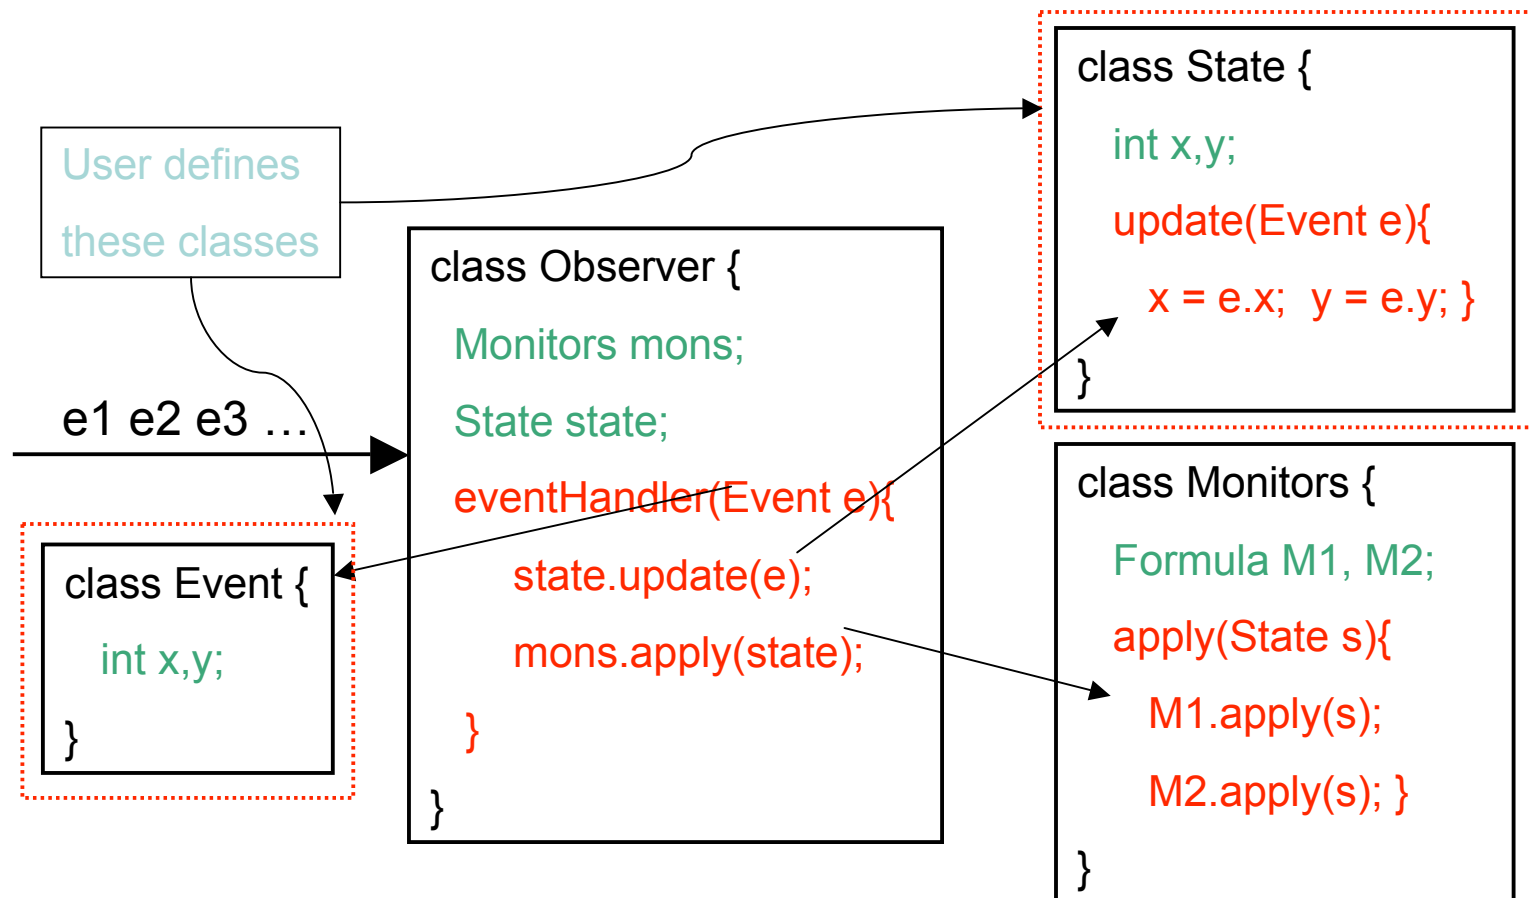 User defines
these classes
e1 e2 e3 …
class Event {
int x,y;
}
class Observer {
Monitors mons;
State state;
eventHandler(Event e){
state.update(e);
mons.apply(state);
}
}
class State {
int x,y;
update(Event e){
x = e.x;  y = e.y; }
}
class Monitors {
Formula M1, M2;
apply(State s){
M1.apply(s);
M2.apply(s); }
}